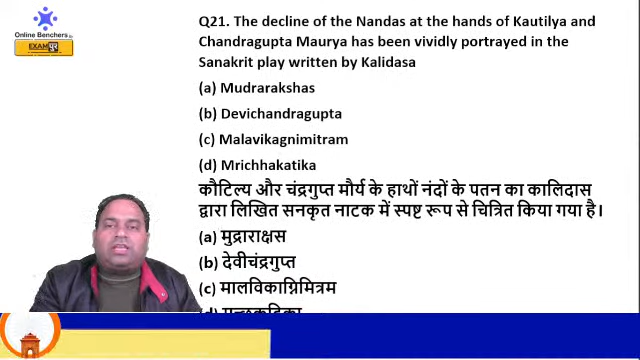 Online Benchers
EXAMपुर
Q21. The decline of the Nandas at the hands of Kautilya and
Chandragupta Maurya has been vividly portrayed in the
Sanakrit play written by Kalidasa
(a) Mudrarakshas
(b) Devichandragupta
(c) Malavikagnimitram
(d) Mrichhakatika
कौटिल्य और चंद्रगुप्त मौर्य के हाथों नंदों के पतन का कालिदास
द्वारा लिखित सनकृत नाटक में स्पष्ट रूप से चित्रित किया गया है।
(a) मुद्राराक्षस
(b) देवीचंद्रगुप्त
(c) मालविकाग्निमित्रम